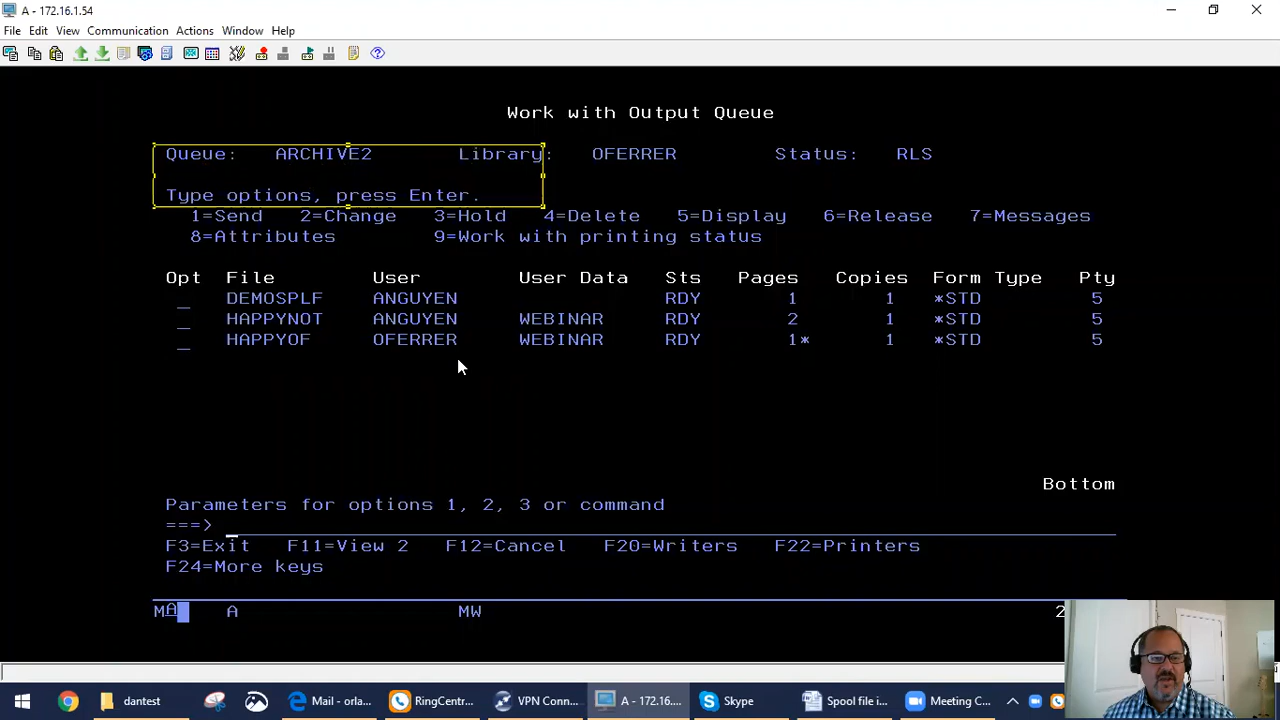 A - 172.16.1.54
File Edit View Communication Actions Window Help
Work with Output Queue
Queue: ARCHIVE2 Library: OFERRER Status: RLS
Type options, press Enter.
1=Send 2=Change 3=Hold 4=Delete 5=Display 6=Release 7=Messages
8=Attributes 9=Work with printing status
Opt File User User Data Sts Pages Copies Form Type Pty
_ DEMOSPLF ANGUYEN RDY 1 1 *STD 5
_ HAPPYNOT ANGUYEN WEBINAR RDY 2 1 *STD 5
_ HAPPYOF OFERRER WEBINAR RDY 1* 1 *STD 5
Bottom
Parameters for options 1, 2, 3 or command
===> _
F3=Exit F11=View 2 F12=Cancel F20=Writers F22=Printers
F24=More keys
MA A MW 2
dantest Mail - orla... RingCentr... VPN Conn... A - 172.16.... Skype Spool file i... Meeting C...